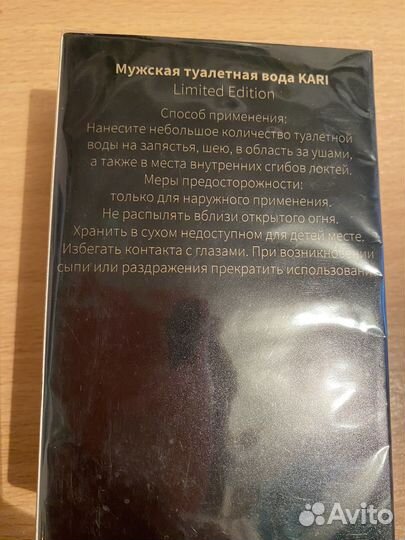 Мужская туалетная вода KARI
Limited Edition
Способ применения:
Нанесите небольшое количество туалетной
воды на запястья, шею, в область за ушами,
а также в места внутренних сгибов локтей.
Меры предосторожности:
только для наружного применения.
Не распылять вблизи открытого огня.
Хранить в сухом недоступном для детей месте.
Избегать контакта с глазами. При возникновении
сыпи или раздражения прекратить использован
Avito